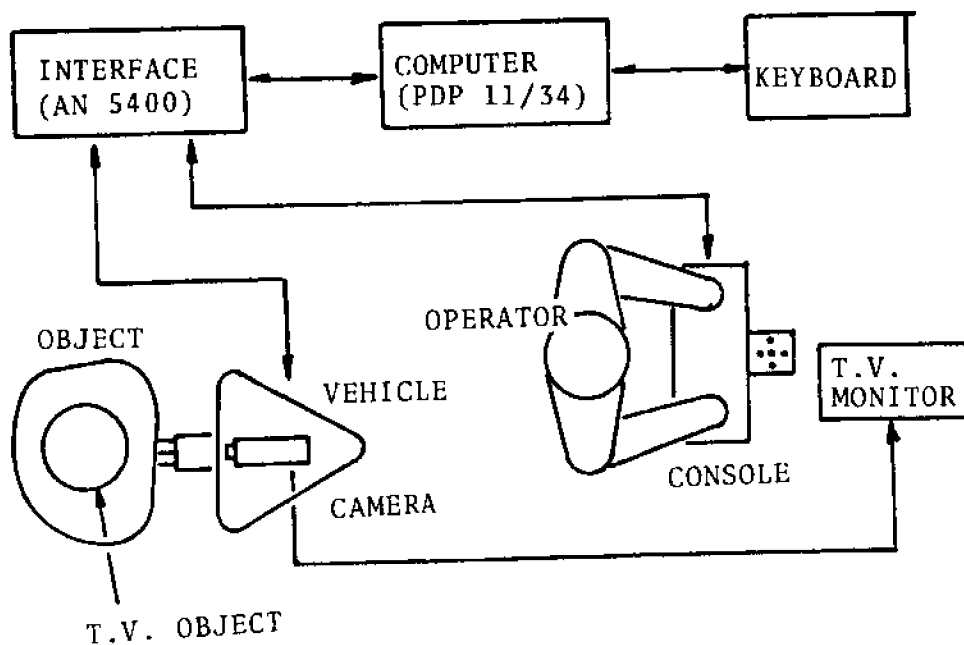 INTERFACE
(AN 5400)
COMPUTER
(PDP 11/34)
KEYBOARD
OPERATOR
OBJECT
VEHICLE
T.V.
MONITOR
CONSOLE
CAMERA
T.V. OBJECT